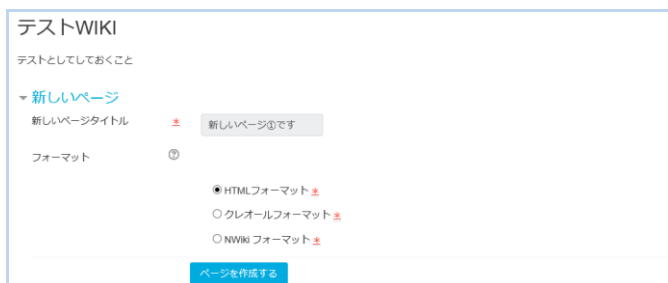 テストWIKI
テストとしてしておくこと
新しいページ
新しいページタイトル * 新しいページ①です
フォーマット ?
HTMLフォーマット *
クレオールフォーマット *
NWiki フォーマット *
ページを作成する